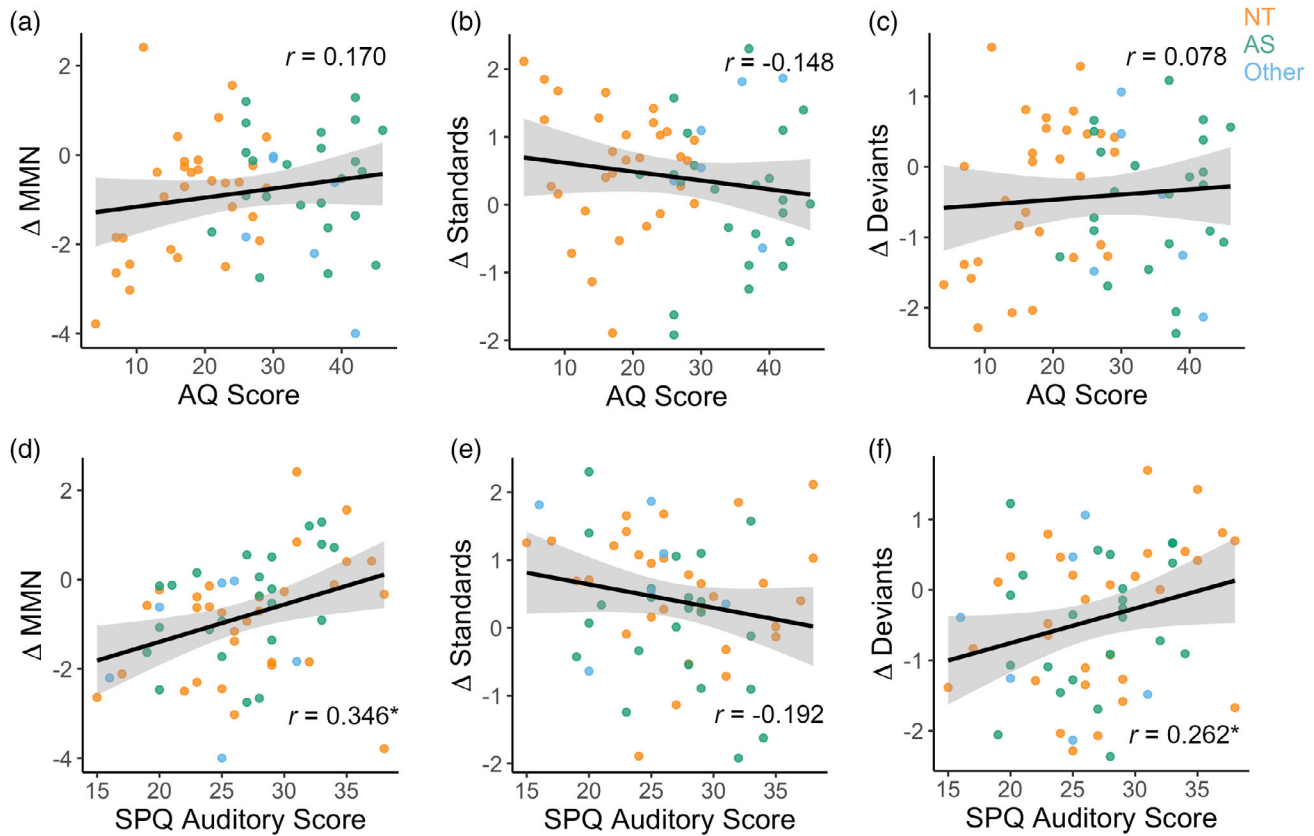 (a)
r = 0.170
Δ MMN
2
0
-2
-4
10
20
30
40
AQ Score
(b)
r = -0.148
Δ Standards
2
1
0
-1
-2
10
20
30
40
AQ Score
(c)
r = 0.078
NT
AS
Other
Δ Deviants
1
0
-1
-2
10
20
30
40
AQ Score
(d)
Δ MMN
2
0
-2
-4
r = 0.346*
15
20
25
30
35
SPQ Auditory Score
(e)
Δ Standards
2
1
0
-1
-2
r = -0.192
15
20
25
30
35
SPQ Auditory Score
(f)
Δ Deviants
1
0
-1
-2
r = 0.262*
15
20
25
30
35
SPQ Auditory Score